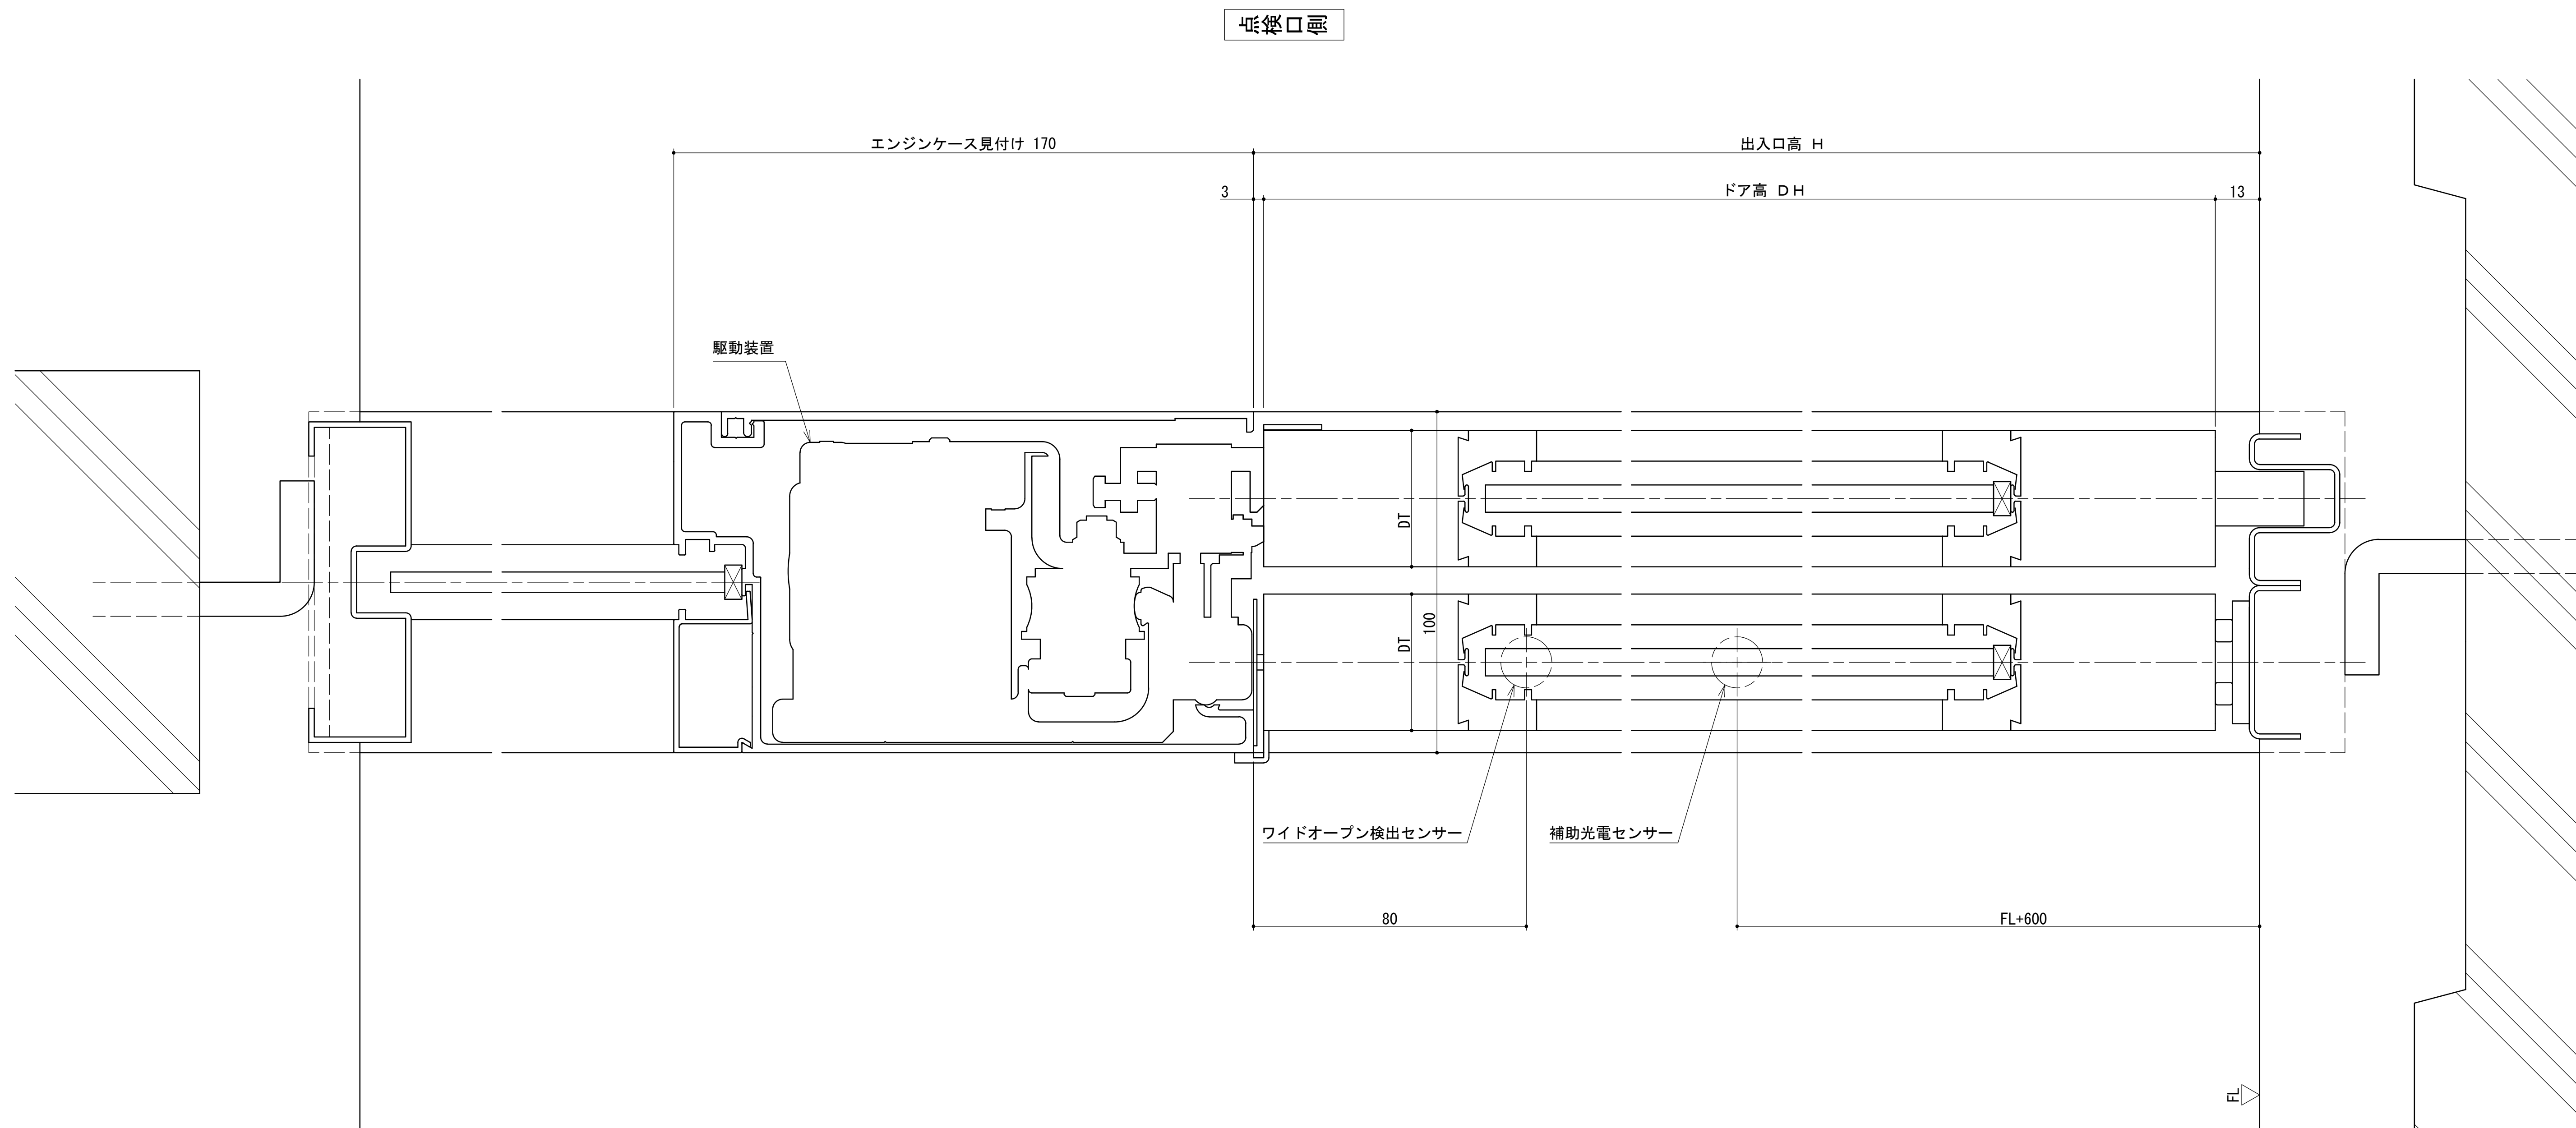 点検口側
エンジンケース見付け 170
出入口高 H
3
ドア高 DH
13
駆動装置
DT
100
DT
ワイドオープン検出センサー
補助光電センサー
80
FL+600
FL